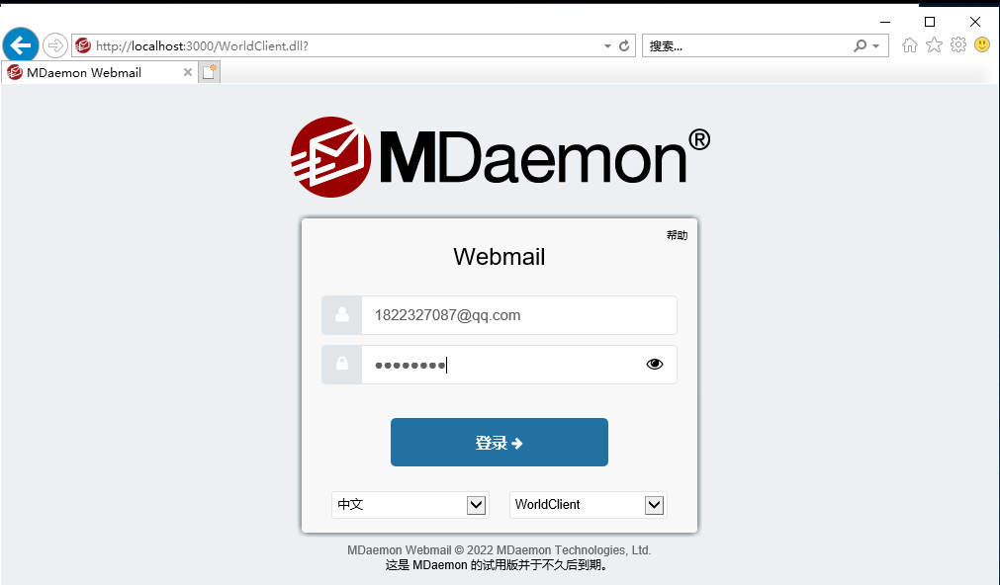 http://localhost:3000/WorldClient.dll?
搜索...
MDaemon Webmail
MDaemon®
帮助
Webmail
1822327087@qq.com
••••••••
登录
中文
WorldClient
MDaemon Webmail © 2022 MDaemon Technologies, Ltd.
这是 MDaemon 的试用版并于不久后到期。